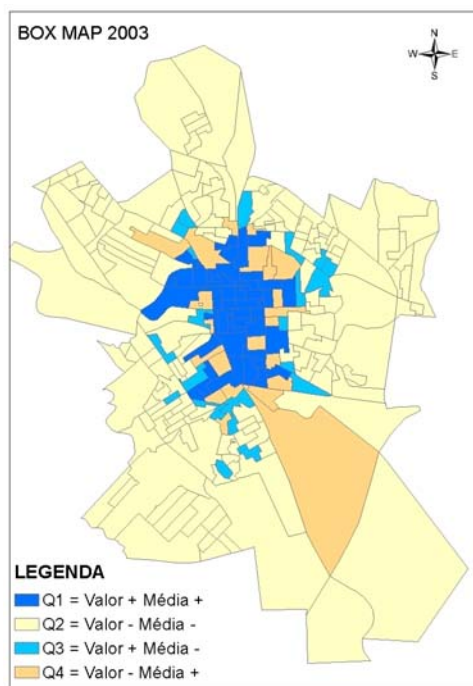 BOX MAP 2003
N
W E
S
LEGENDA
Q1 = Valor + Média +
Q2 = Valor - Média -
Q3 = Valor + Média -
Q4 = Valor - Média +